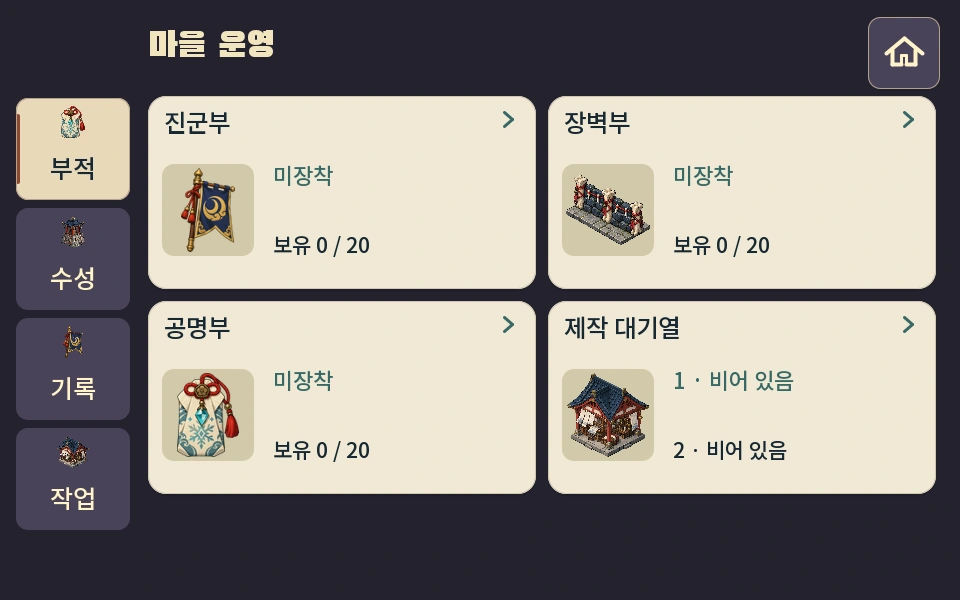 마을 운영
부적
수성
기록
작업
진군부
미장착
보유 0 / 20
장벽부
미장착
보유 0 / 20
공명부
미장착
보유 0 / 20
제작 대기열
1 · 비어 있음
2 · 비어 있음